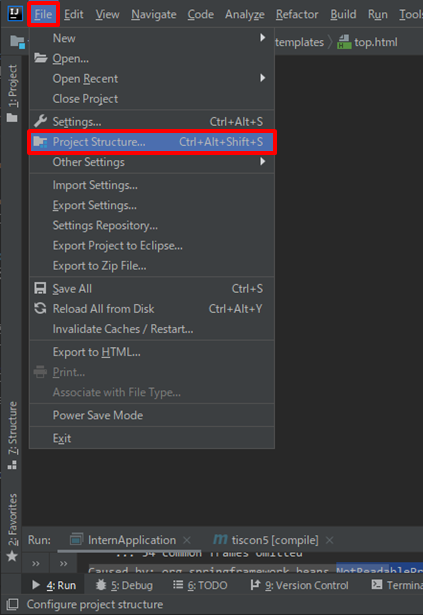 IJ File Edit View Navigate Code Analyze Refactor Build Run Tools
templates top.html
1: Project
New
Open...
Open Recent
Close Project
Settings... Ctrl+Alt+S
Project Structure... Ctrl+Alt+Shift+S
Other Settings
Import Settings...
Export Settings...
Settings Repository...
Export Project to Eclipse...
Export to Zip File...
Save All Ctrl+S
Reload All from Disk Ctrl+Alt+Y
Invalidate Caches / Restart...
Export to HTML...
Print...
Associate with File Type...
Power Save Mode
Exit
7: Structure
2: Favorites
Run: InternApplication m tiscon5 [compile]
... 54 common frames omitted
Caused by: org.springframework.beans.NotReadablePr
4: Run 5: Debug 6: TODO 9: Version Control Termina
Configure project structure